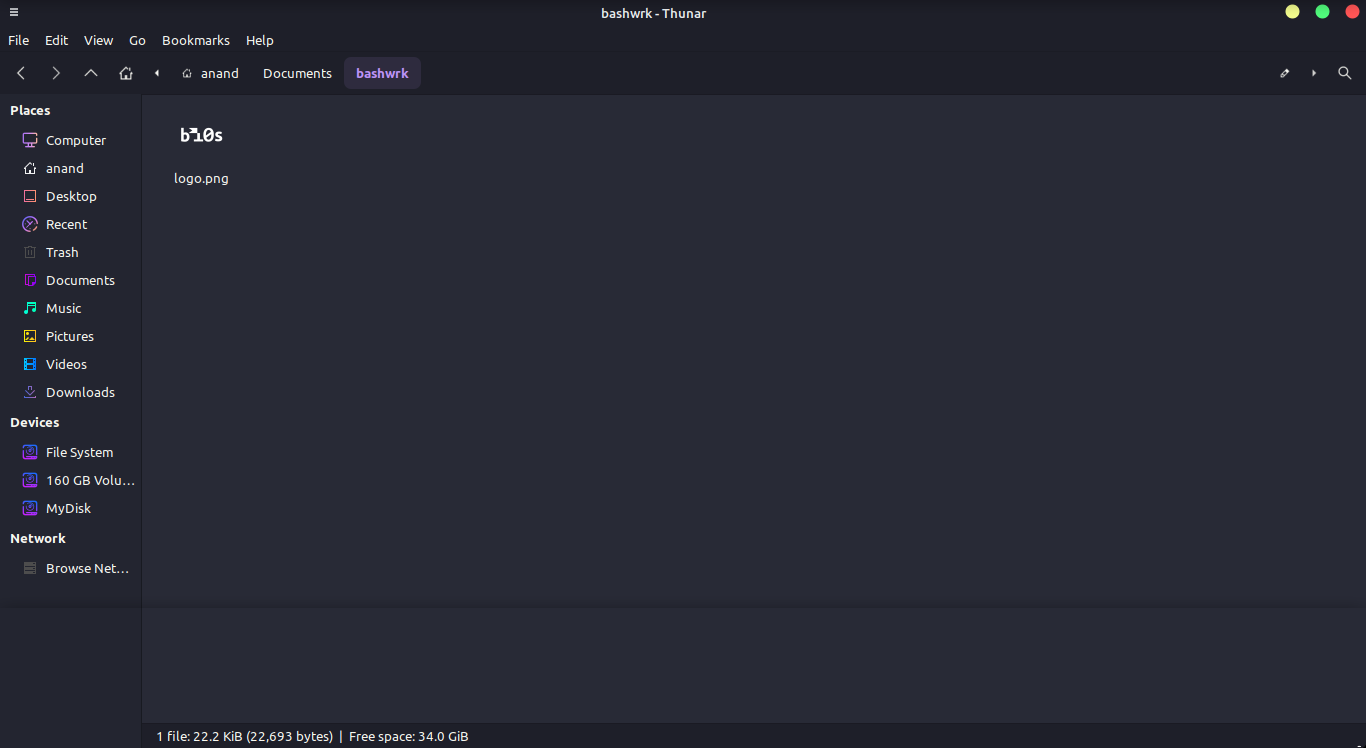 bashwrk - Thunar
File Edit View Go Bookmarks Help
anand Documents bashwrk
Places
Computer
anand
Desktop
Recent
Trash
Documents
Music
Pictures
Videos
Downloads
Devices
File System
160 GB Volu...
MyDisk
Network
Browse Net...
logo.png
1 file: 22.2 KiB (22,693 bytes) | Free space: 34.0 GiB